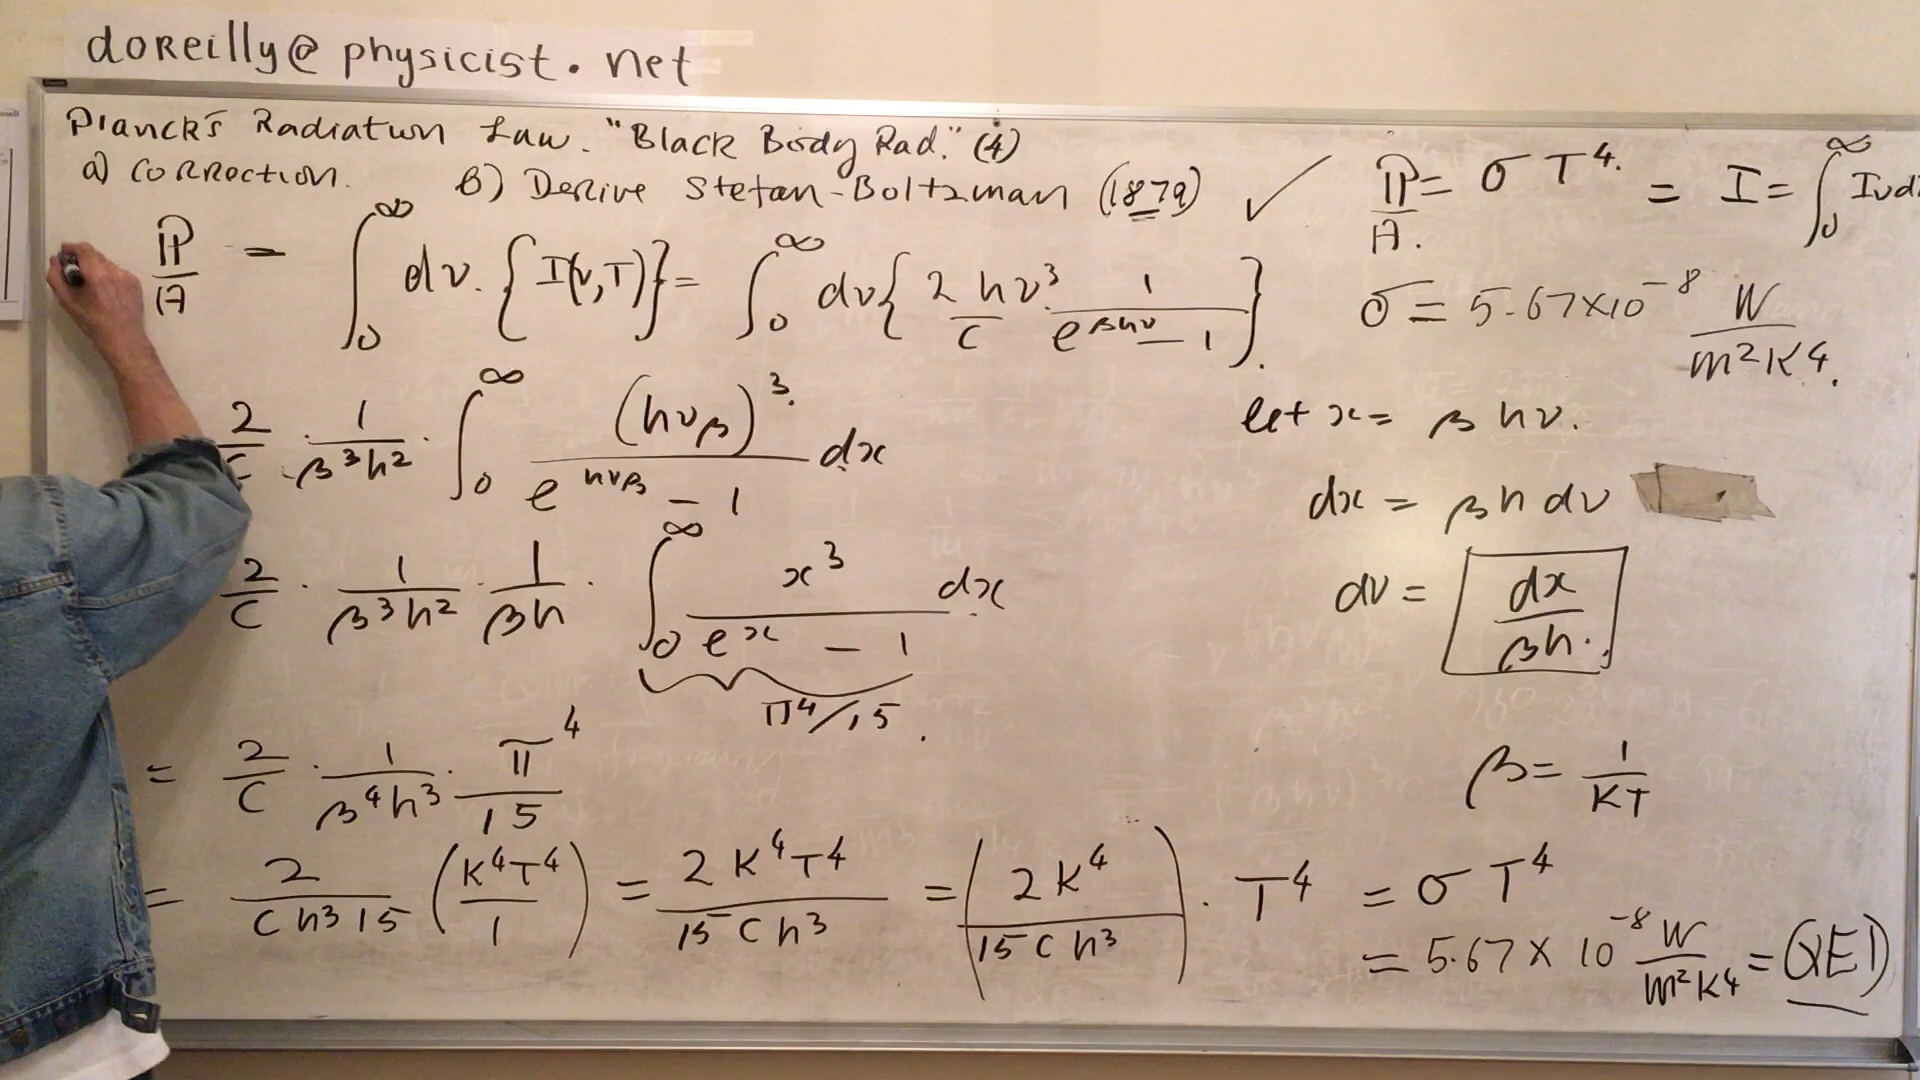 doReilly@physicist.net
Planck's Radiation Law. "Black Body Rad." (4)
a) CORRection.
B) Derive Stefan-Boltzman (1879) ✓
ℙ/A = σ T⁴. = I = ∫₀^∞ Iνd
ℙ/A = ∫₀^∞ dν. {I(ν,T)} = ∫₀^∞ dν{2hν³/c · 1/(e^βhν − 1)}.
σ = 5.67×10⁻⁸ W/m²K⁴.
2/c · 1/β³h² · ∫₀^∞ (hνβ)³/(e^hνβ − 1) dx
let x = βhν.
dx = βh dν
2/c · 1/β³h² · 1/βh · ∫₀^∞ x³/(e^x − 1) dx
π⁴/15.
dν = dx/βh.
= 2/c · 1/β⁴h³ · π⁴/15
β = 1/KT
= 2/(ch³15) (K⁴T⁴/1) = 2K⁴T⁴/15ch³ = (2K⁴/15ch³) · T⁴ = σT⁴
= 5.67×10⁻⁸ W/m²K⁴ = QED